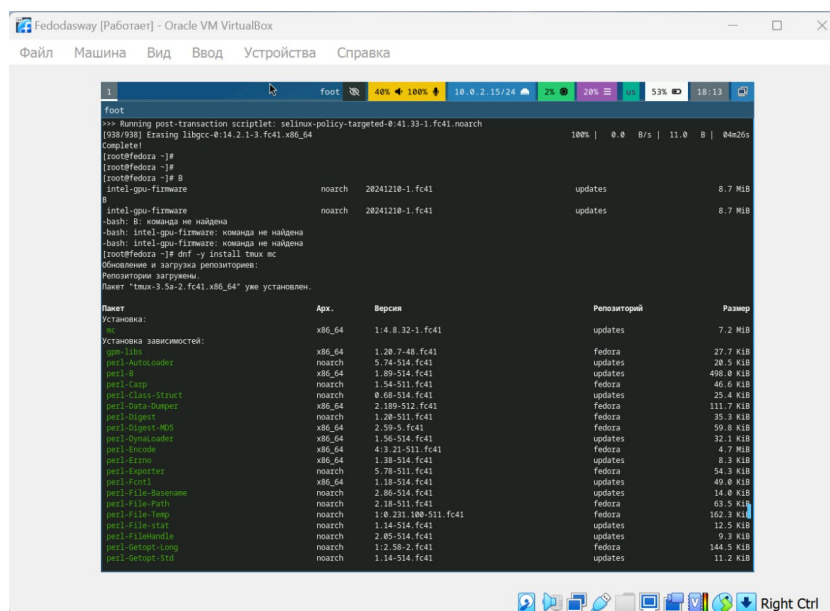 Fedodasway [Работает] - Oracle VM VirtualBox
Файл Машина Вид Ввод Устройства Справка
1 foot 40% 100% 10.0.2.15/24 2% 20% us 53% 18:13
foot
>>> Running post-transaction scriptlet: selinux-policy-targeted-0:41.33-1.fc41.noarch
[938/938] Erasing libgcc-0:14.2.1-3.fc41.x86_64 100% | 0.0 B/s | 11.0 B | 04m26s
Complete!
[root@fedora ~]#
[root@fedora ~]#
[root@fedora ~]# B
intel-gpu-firmware noarch 20241210-1.fc41 updates 8.7 MiB
B
intel-gpu-firmware noarch 20241210-1.fc41 updates 8.7 MiB
-bash: B: команда не найдена
-bash: intel-gpu-firmware: команда не найдена
-bash: intel-gpu-firmware: команда не найдена
[root@fedora ~]# dnf -y install tmux mc
Обновление и загрузка репозиториев:
Репозитории загружены.
Пакет "tmux-3.5a-2.fc41.x86_64" уже установлен.
Пакет Арх. Версия Репозиторий Размер
Установка:
mc x86_64 1:4.8.32-1.fc41 updates 7.2 MiB
Установка зависимостей:
gpm-libs x86_64 1.20.7-48.fc41 fedora 27.7 KiB
perl-AutoLoader noarch 5.74-514.fc41 updates 20.5 KiB
perl-B x86_64 1.89-514.fc41 updates 498.0 KiB
perl-Carp noarch 1.54-511.fc41 fedora 46.6 KiB
perl-Class-Struct noarch 0.68-514.fc41 updates 25.4 KiB
perl-Data-Dumper x86_64 2.189-512.fc41 fedora 111.7 KiB
perl-Digest noarch 1.20-511.fc41 fedora 35.3 KiB
perl-Digest-MD5 x86_64 2.59-5.fc41 fedora 59.8 KiB
perl-DynaLoader x86_64 1.56-514.fc41 updates 32.1 KiB
perl-Encode x86_64 4:3.21-511.fc41 fedora 4.7 MiB
perl-Errno x86_64 1.38-514.fc41 updates 8.3 KiB
perl-Exporter noarch 5.78-511.fc41 fedora 54.3 KiB
perl-Fcntl x86_64 1.18-514.fc41 updates 49.0 KiB
perl-File-Basename noarch 2.86-514.fc41 updates 14.0 KiB
perl-File-Path noarch 2.18-511.fc41 fedora 63.5 KiB
perl-File-Temp noarch 1:0.231.100-511.fc41 fedora 162.3 KiB
perl-File-stat noarch 1.14-514.fc41 updates 12.5 KiB
perl-FileHandle noarch 2.05-514.fc41 updates 9.3 KiB
perl-Getopt-Long noarch 1:2.58-2.fc41 fedora 144.5 KiB
perl-Getopt-Std noarch 1.14-514.fc41 updates 11.2 KiB
Right Ctrl